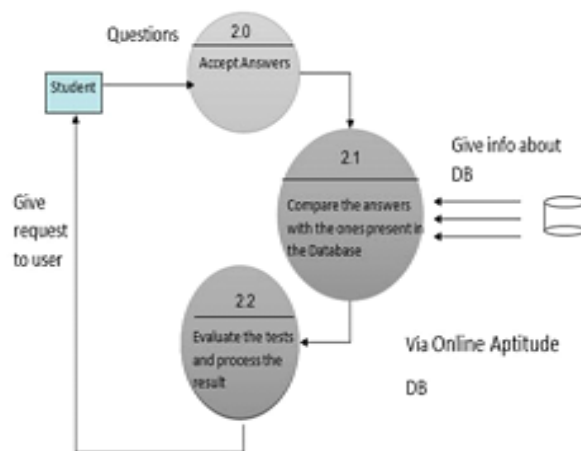 Questions
2.0
Accept Answers
Student
2.1
Compare the answers
with the ones present in
the Database
Give info about
DB
Give
request
to user
2.2
Evaluate the tests
and process the
result
Via Online Aptitude
DB